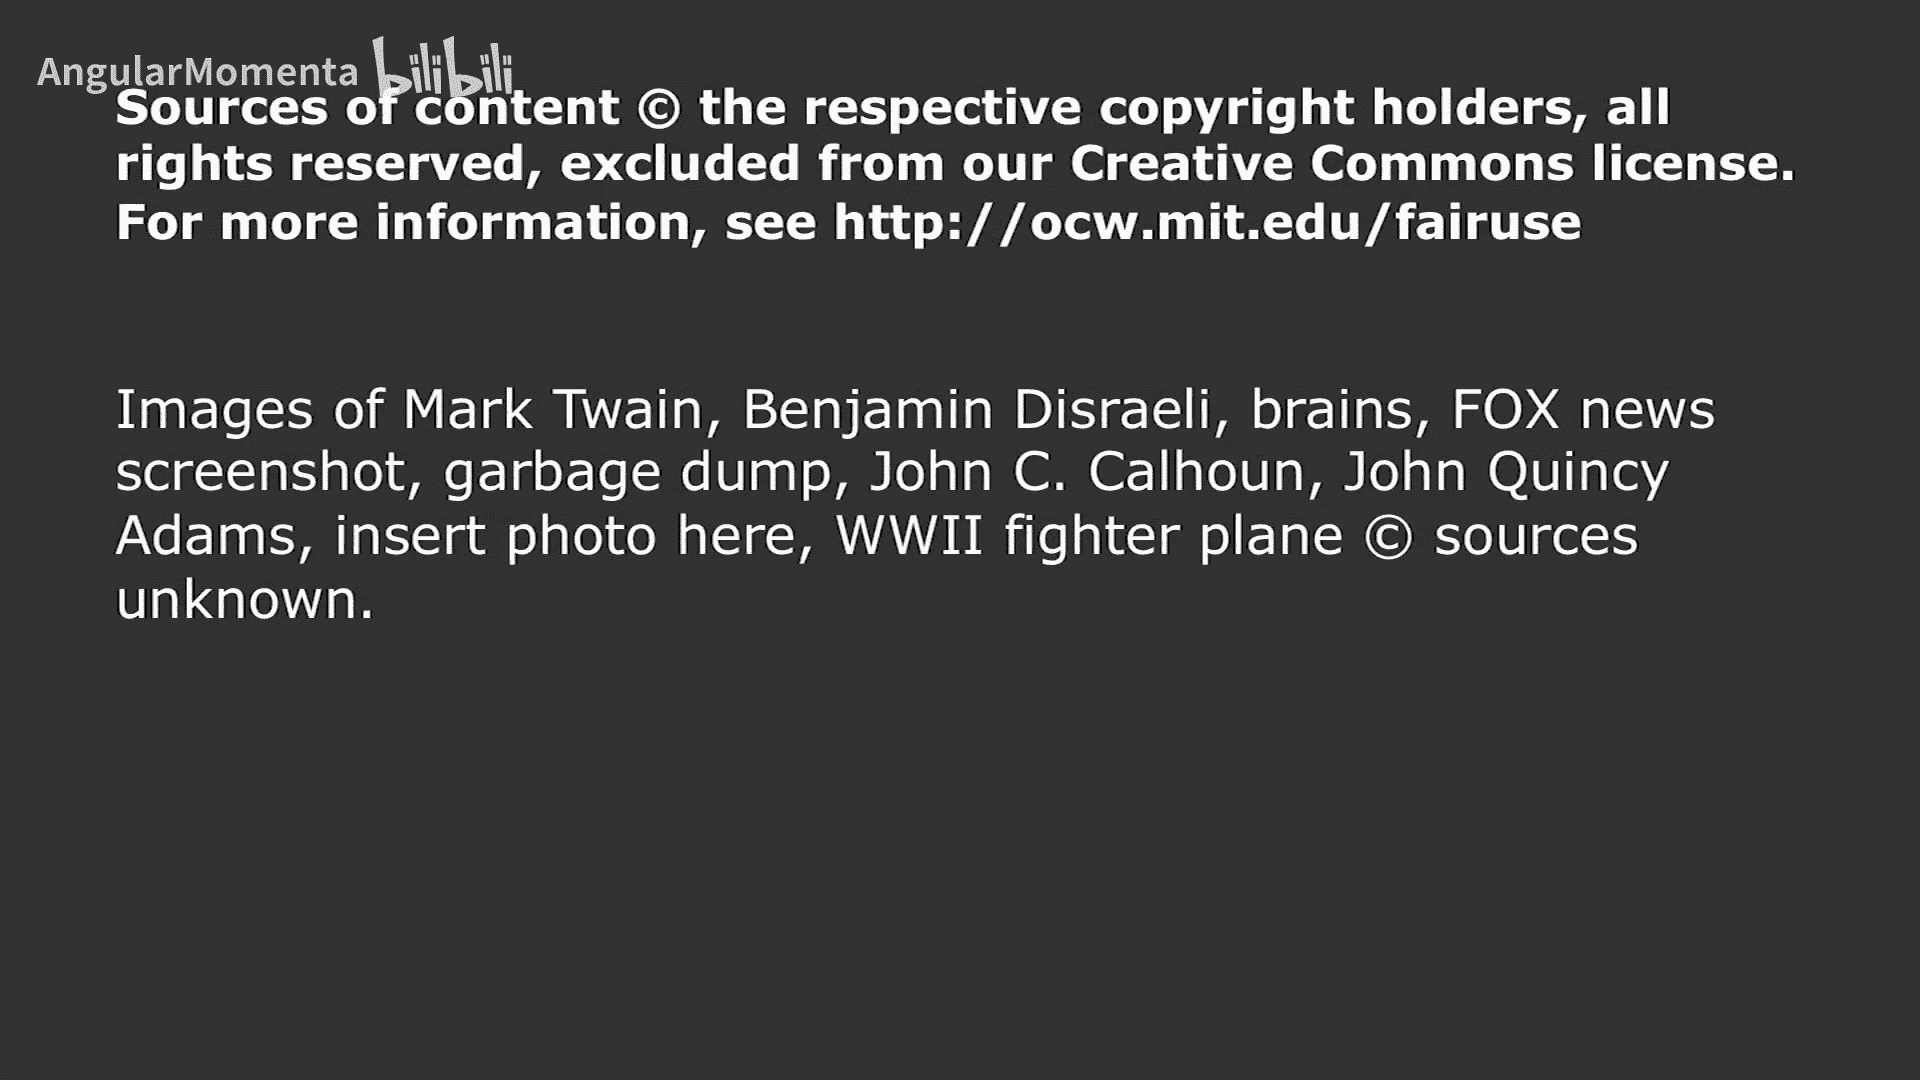 AngularMomenta bilibili
Sources of content © the respective copyright holders, all
rights reserved, excluded from our Creative Commons license.
For more information, see http://ocw.mit.edu/fairuse
Images of Mark Twain, Benjamin Disraeli, brains, FOX news
screenshot, garbage dump, John C. Calhoun, John Quincy
Adams, insert photo here, WWII fighter plane © sources
unknown.